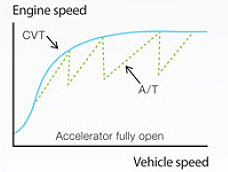 Engine speed
CVT
A/T
Accelerator fully open
Vehicle speed